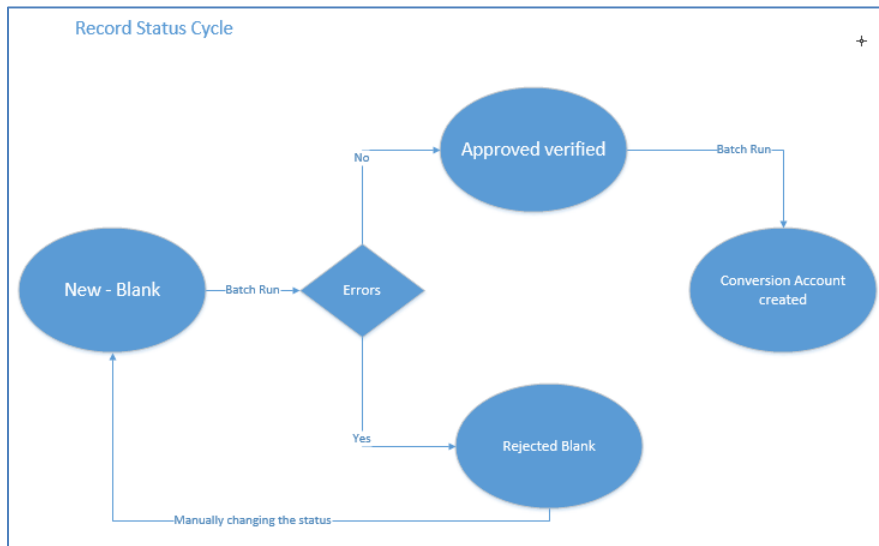 Record Status Cycle
No
Approved verified
Batch Run
New - Blank
Batch Run
Errors
Conversion Account
created
Yes
Rejected Blank
Manually changing the status